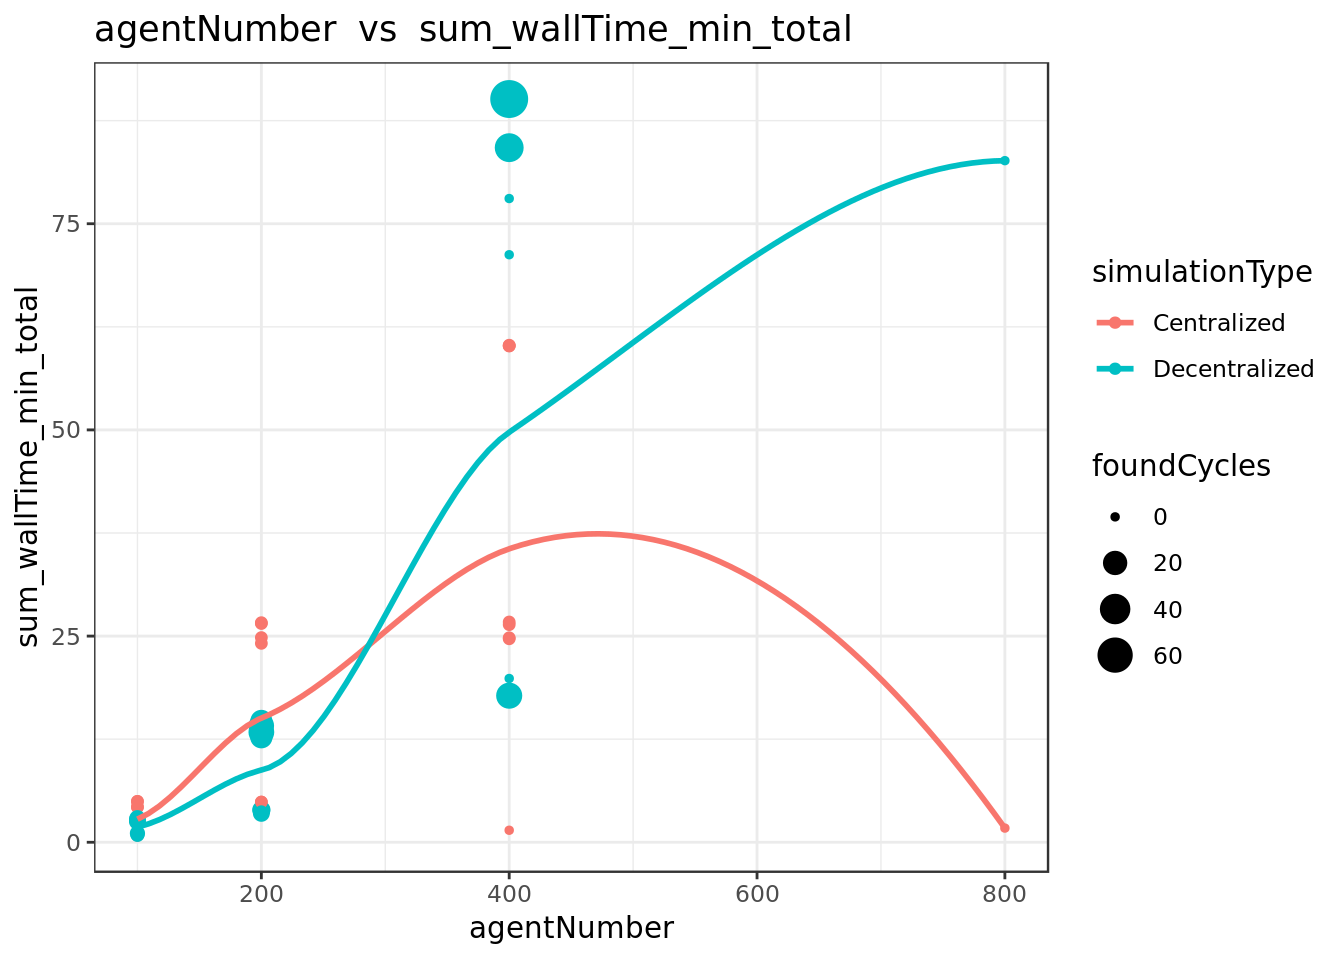 agentNumber  vs  sum_wallTime_min_total
sum_wallTime_min_total
75
50
25
0
200
400
600
800
agentNumber
simulationType
Centralized
Decentralized
foundCycles
0
20
40
60